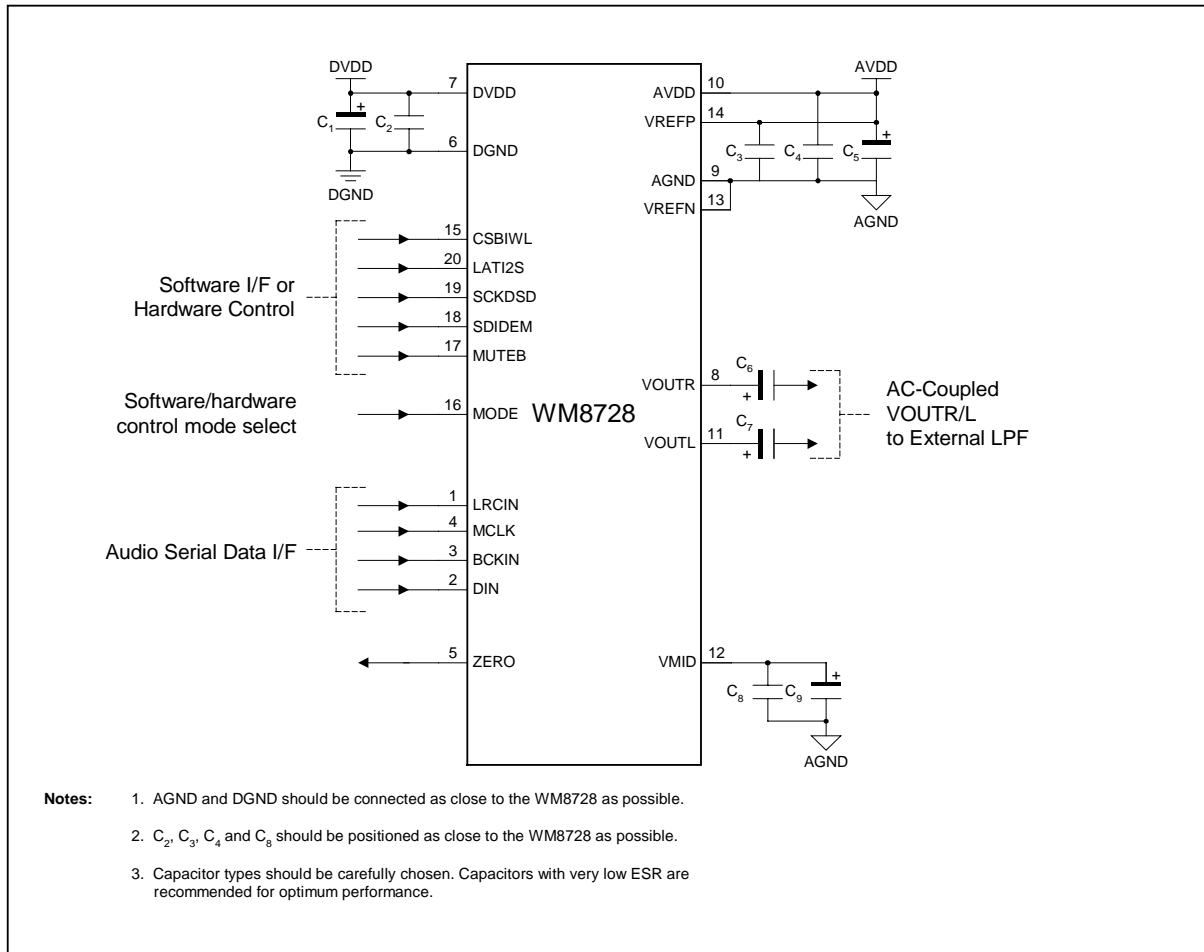 DVDD
7
DVDD
C1
+
C2
6
DGND
DGND
15
CSBIWL
20
LATI2S
19
SCKDSD
18
SDIDEM
17
MUTEB
Software I/F or
Hardware Control
16
MODE
Software/hardware
control mode select
1
LRCIN
4
MCLK
3
BCKIN
2
DIN
Audio Serial Data I/F
5
ZERO
WM8728
AVDD
10
AVDD
VREFP
14
C3
C4
C5
+
AGND
9
VREFN
13
AGND
VOUTR
8
C6
+
VOUTL
11
C7
+
AC-Coupled
VOUTR/L
to External LPF
VMID
12
C8
C9
+
AGND
Notes:
1. AGND and DGND should be connected as close to the WM8728 as possible.
2. C2, C3, C4 and C8 should be positioned as close to the WM8728 as possible.
3. Capacitor types should be carefully chosen. Capacitors with very low ESR are
recommended for optimum performance.